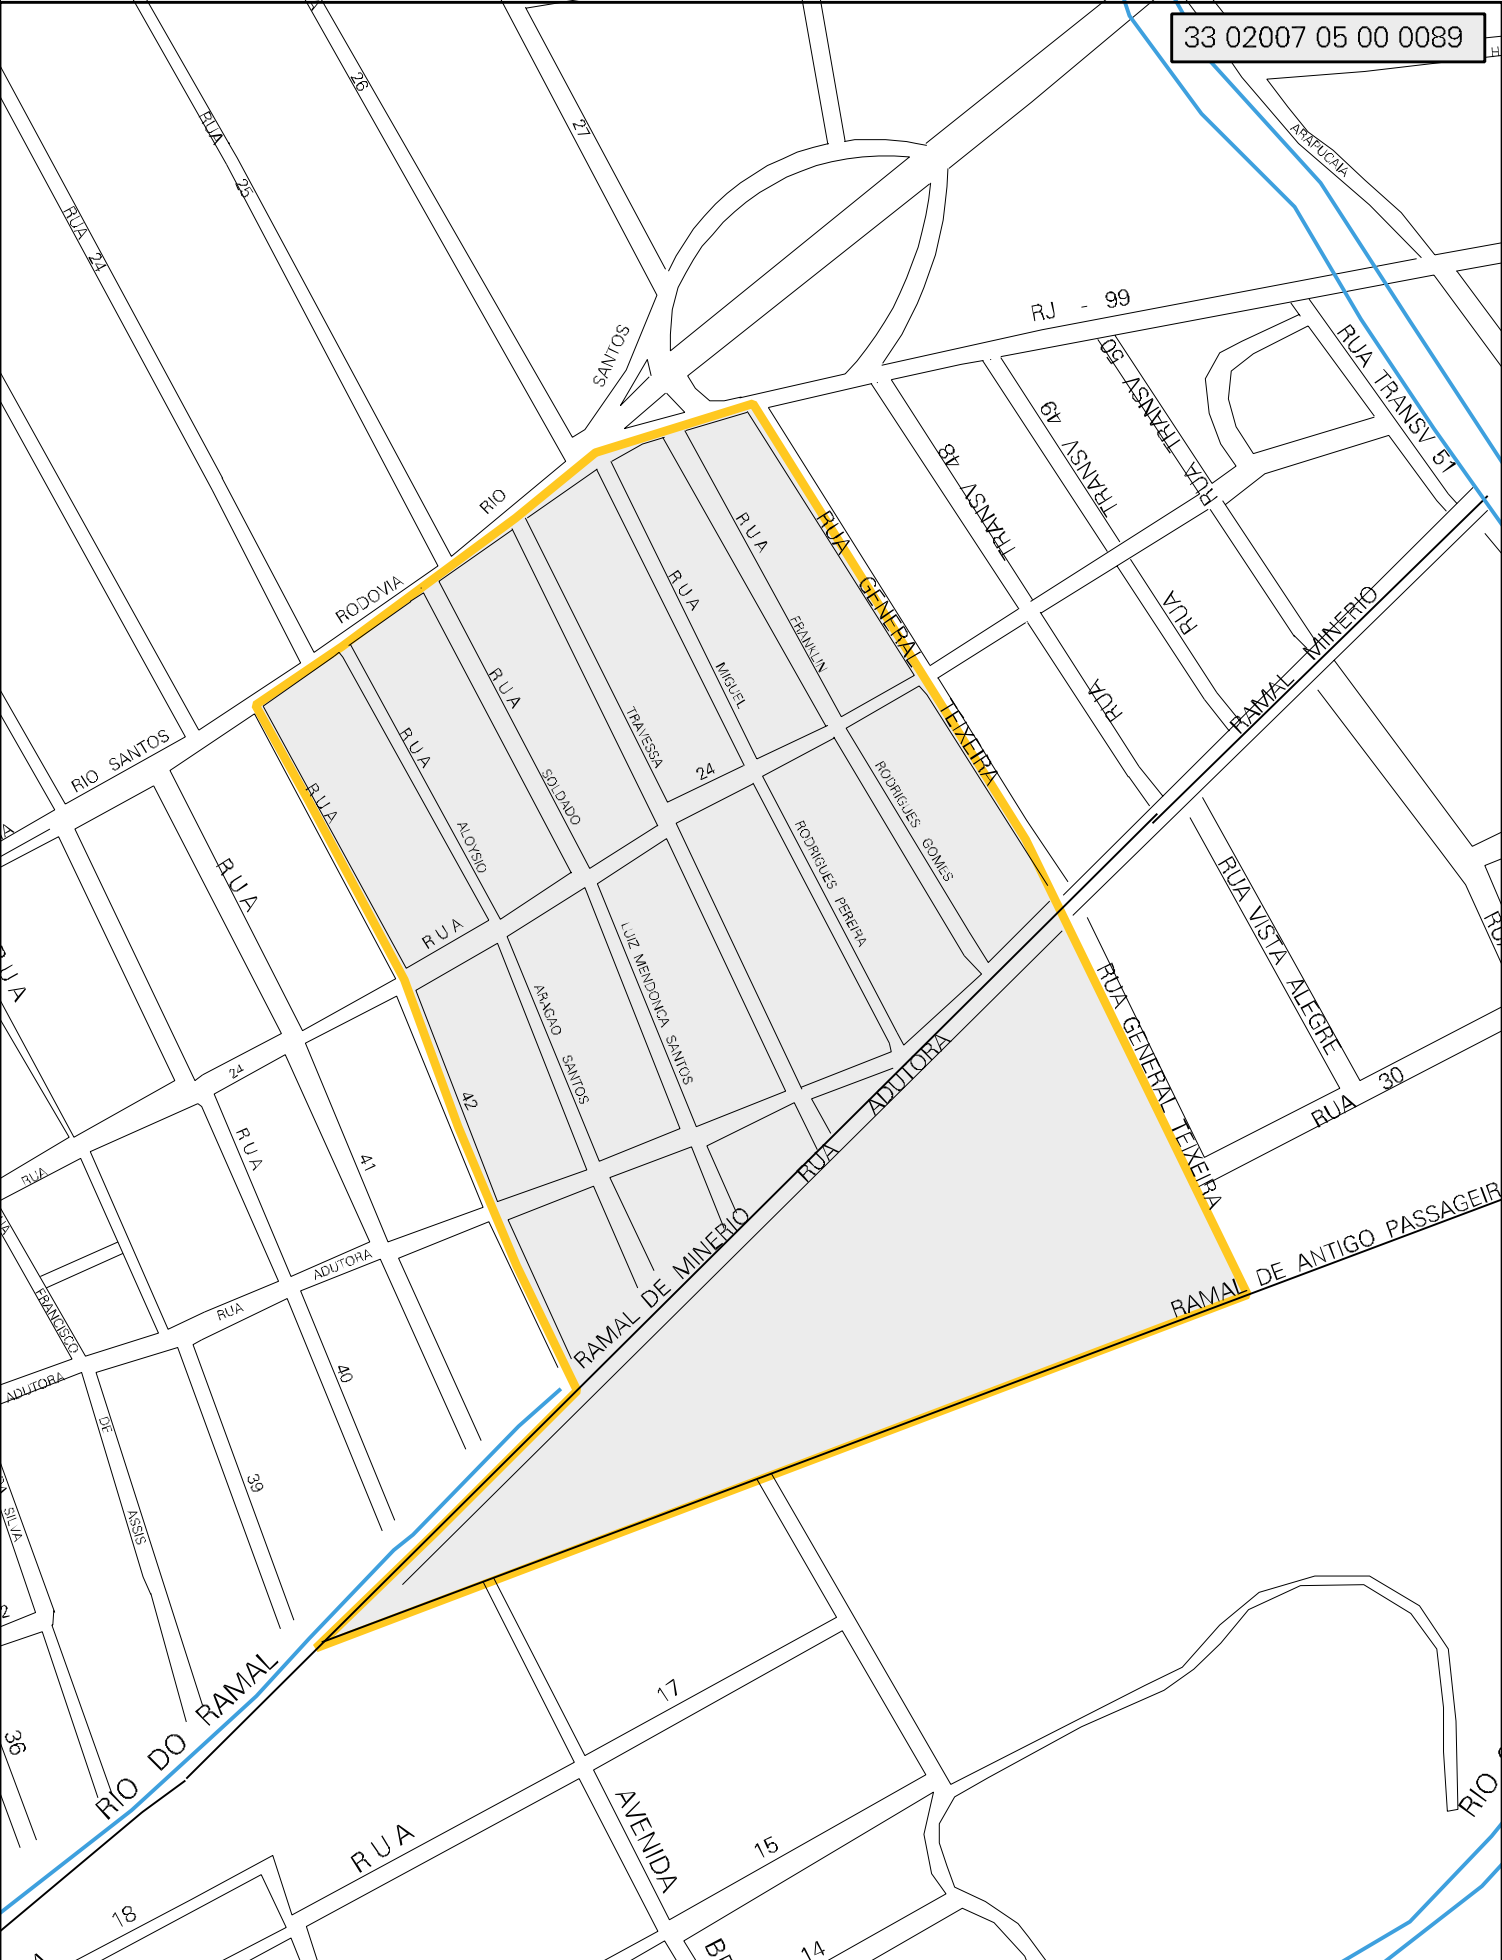 33 02007 05 00 0089
26
27
RUA
25
RUA 24
ARAPUCAIA
RJ - 99
SANTOS
RIO
RODOVIA
RIO SANTOS
RUA TRANSV 51
RUA TRANSV 50
RUA TRANSV 49
RUA TRANSV 48
RUA GENERAL TEIXEIRA
RUA FRANKLIN RODRIGUES GOMES
RUA MIGUEL RODRIGUES PEREIRA
TRAVESSA
RUA SOLDADO LUIZ MENDONCA SANTOS
RUA ALOYSIO ARAGAO SANTOS
RUA 42
RUA 24
RUA 41
RUA
24
RUA
RUA 40
RAMAL MINERIO
RUA VISTA ALEGRE
RUA GENERAL TEIXEIRA
RUA 30
RUA ADUTORA
RAMAL DE MINERIO
RAMAL DE ANTIGO PASSAGEIR
RUA ADUTORA
39
FRANCISCO DE ASSIS
ADUTORA
SILVA
36
RIO DO RAMAL
17
RUA
15
AVENIDA
18
14
RIO